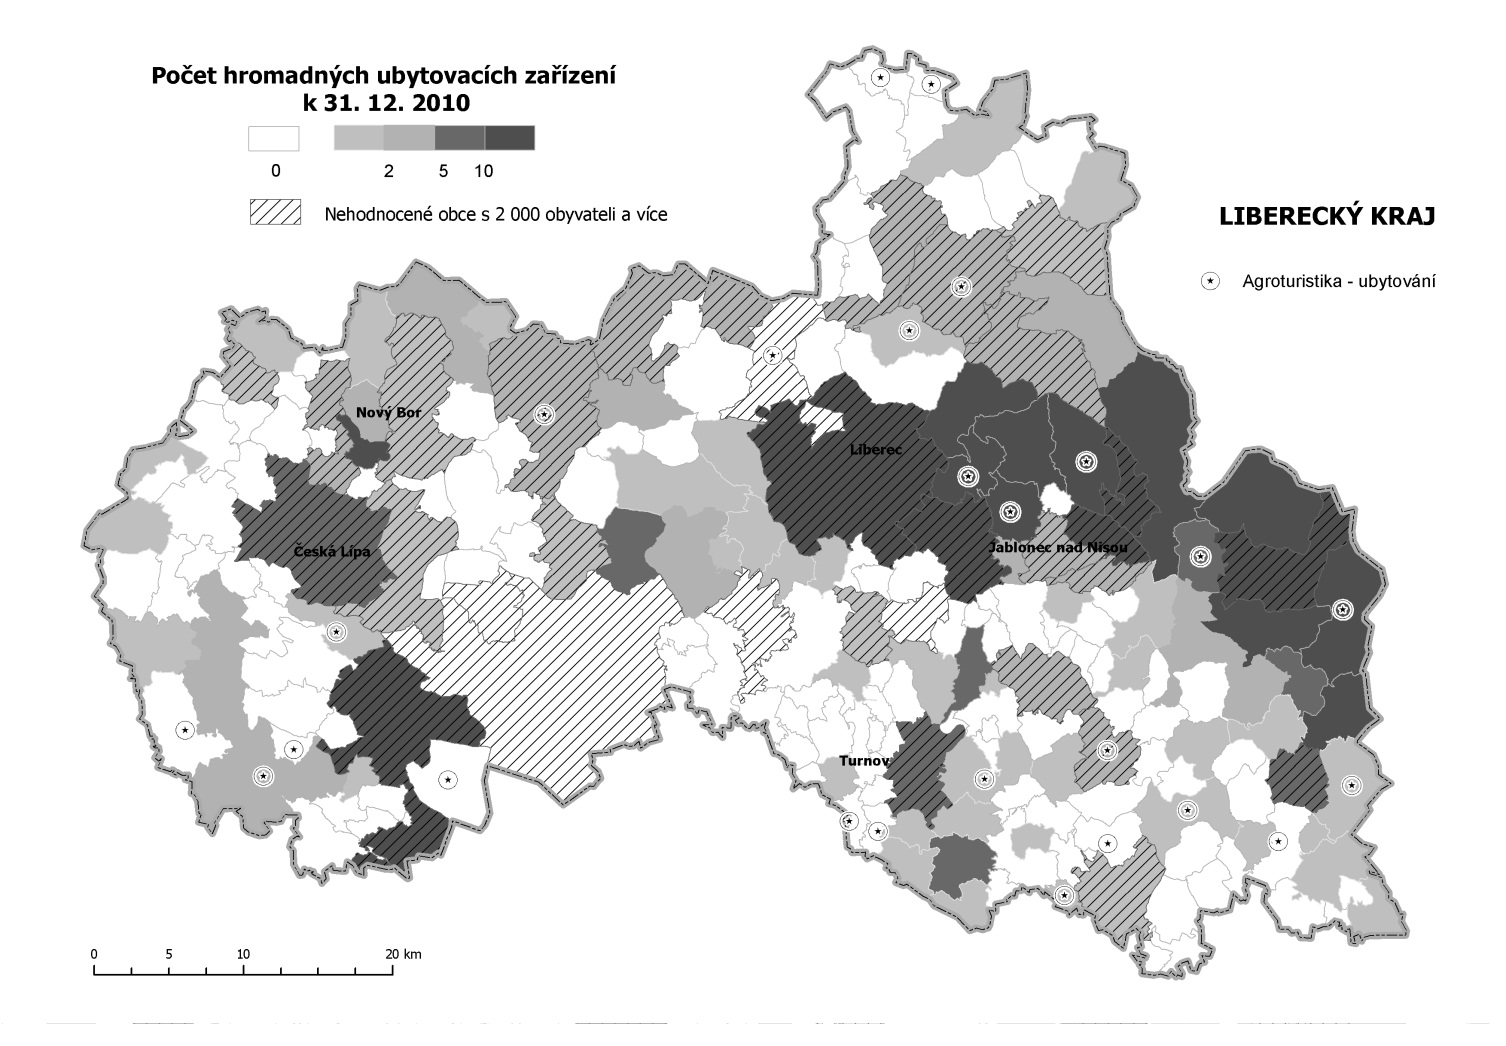 Počet hromadných ubytovacích zařízení
k 31. 12. 2010
0 2 5 10
Nehodnocené obce s 2 000 obyvateli a více
LIBERECKÝ KRAJ
Agroturistika - ubytování
Nový Bor
Liberec
Česká Lípa
Jablonec nad Nisou
Turnov
0 5 10 20 km